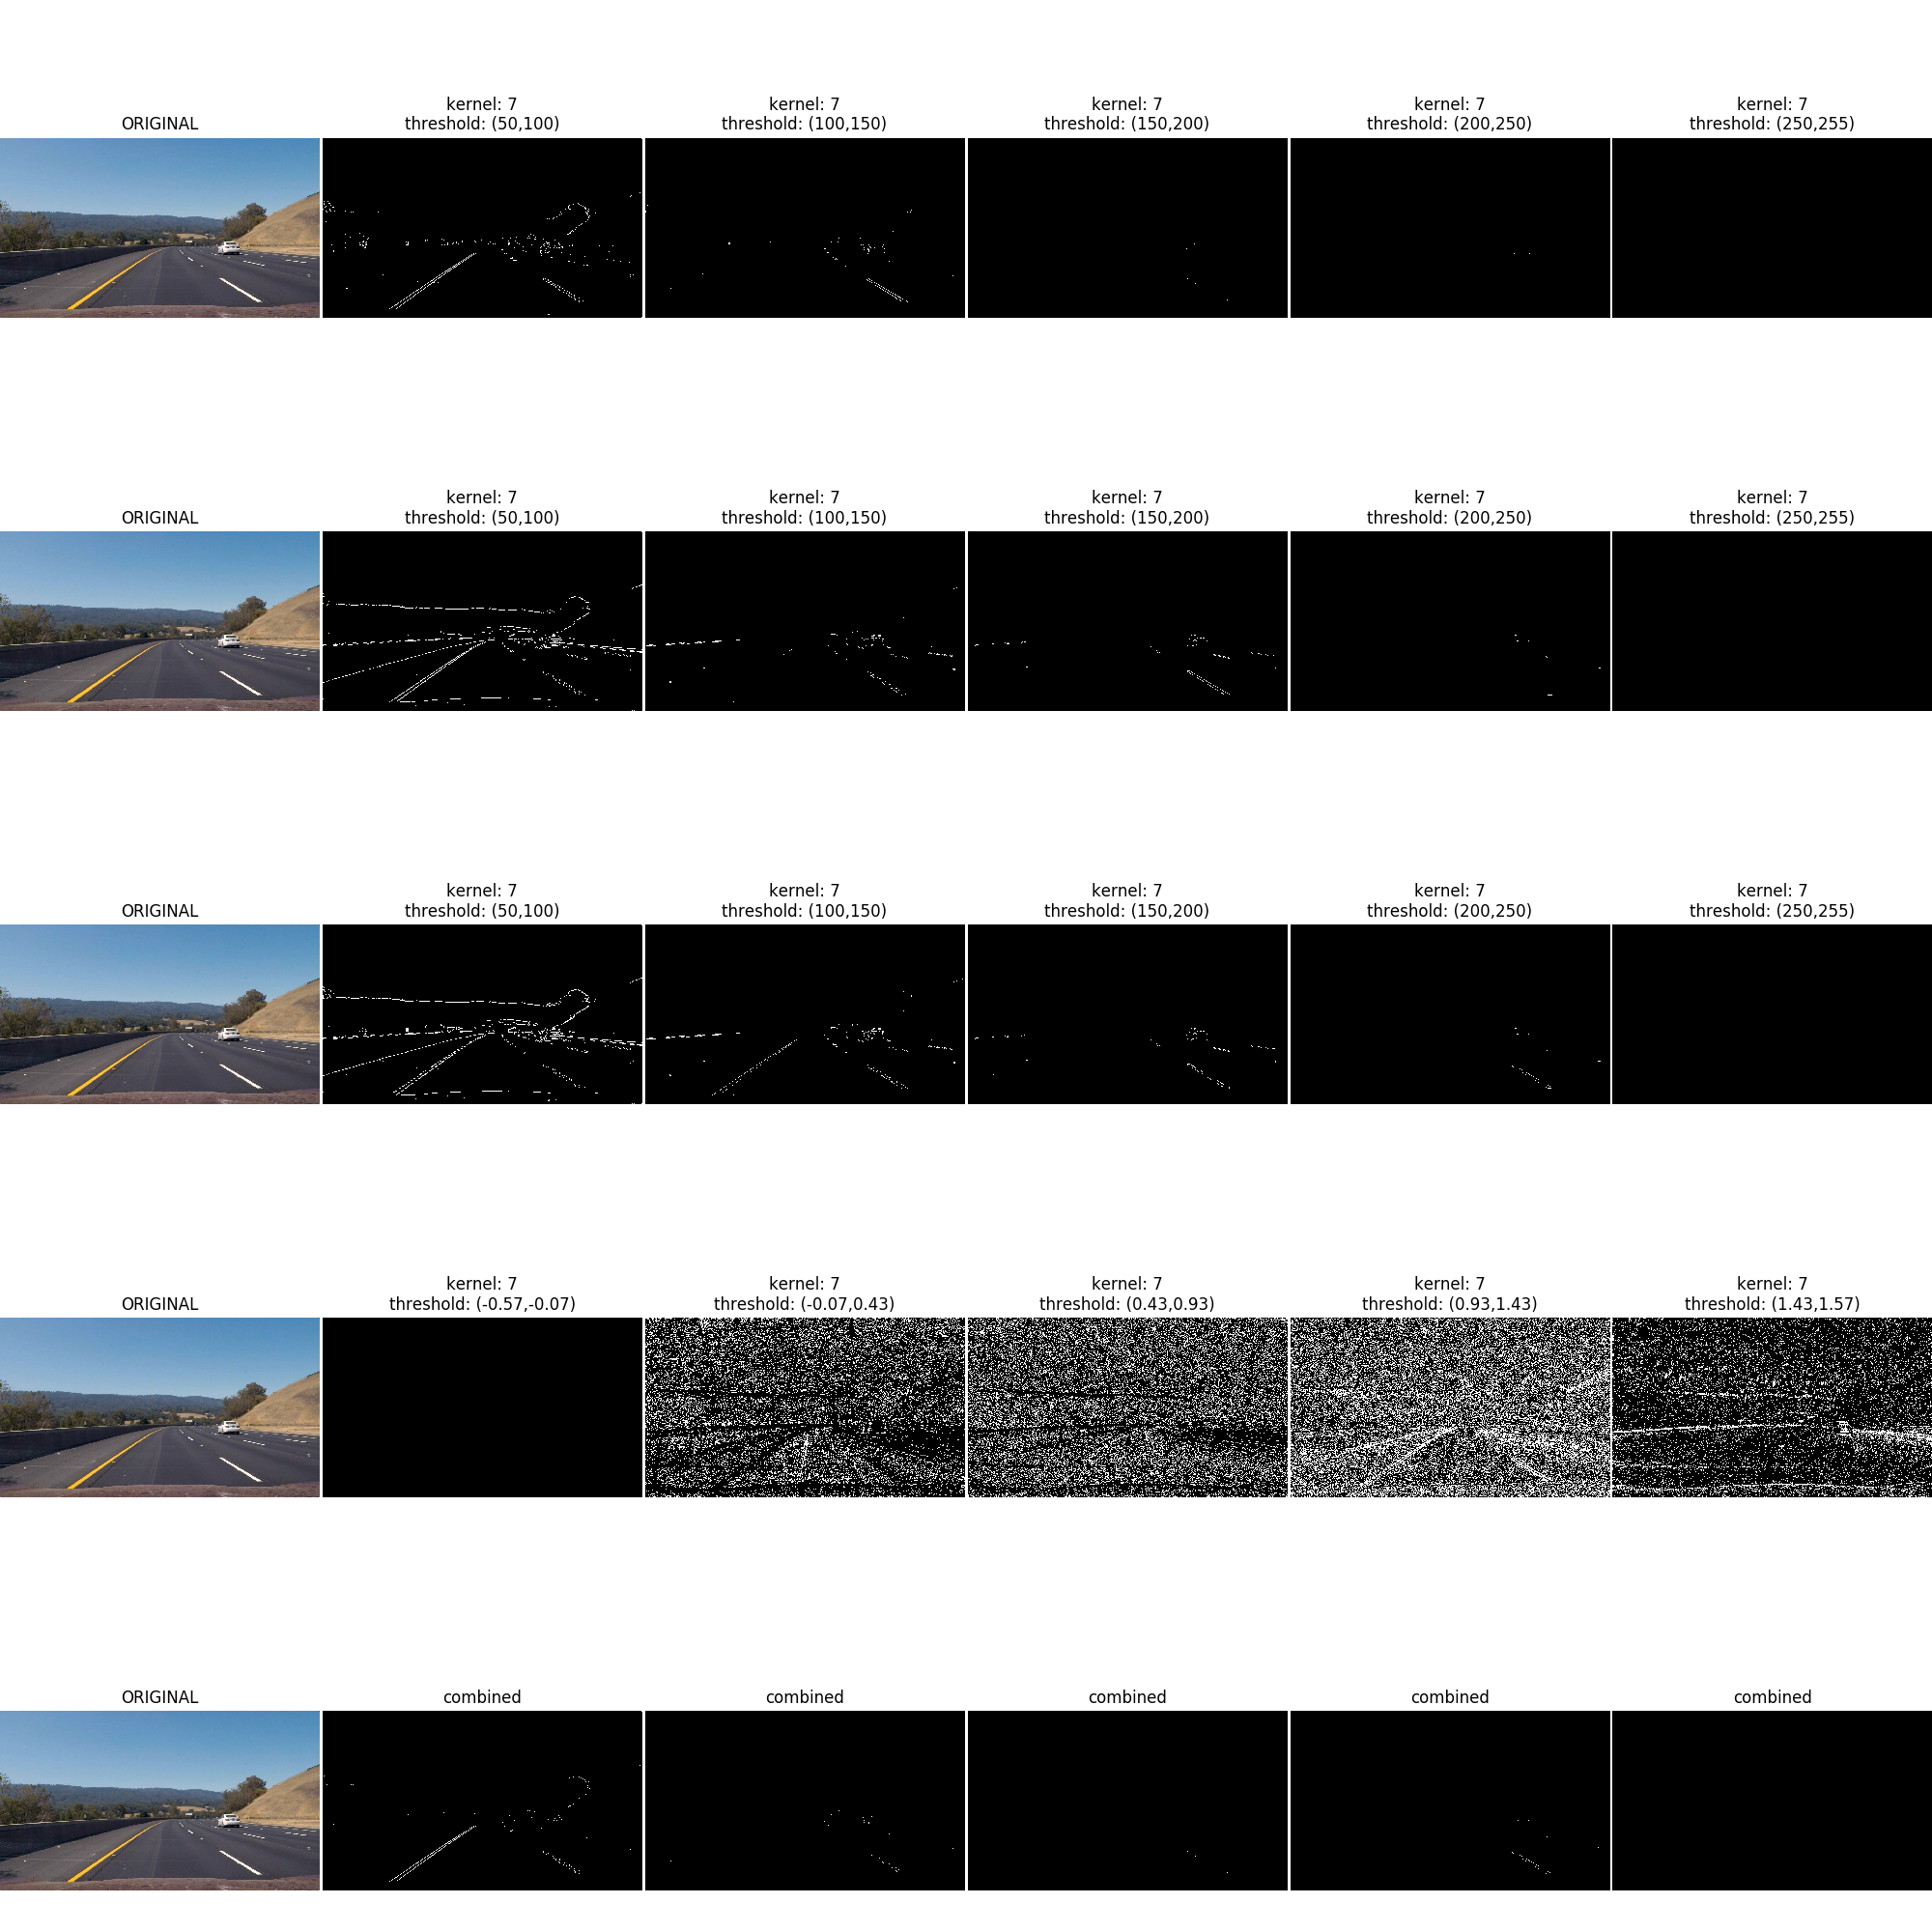 kernel: 7 kernel: 7 kernel: 7 kernel: 7 kernel: 7
ORIGINAL threshold: (50,100) threshold: (100,150) threshold: (150,200) threshold: (200,250) threshold: (250,255)
kernel: 7 kernel: 7 kernel: 7 kernel: 7 kernel: 7
ORIGINAL threshold: (50,100) threshold: (100,150) threshold: (150,200) threshold: (200,250) threshold: (250,255)
kernel: 7 kernel: 7 kernel: 7 kernel: 7 kernel: 7
ORIGINAL threshold: (50,100) threshold: (100,150) threshold: (150,200) threshold: (200,250) threshold: (250,255)
kernel: 7 kernel: 7 kernel: 7 kernel: 7 kernel: 7
ORIGINAL threshold: (-0.57,-0.07) threshold: (-0.07,0.43) threshold: (0.43,0.93) threshold: (0.93,1.43) threshold: (1.43,1.57)
ORIGINAL combined combined combined combined combined